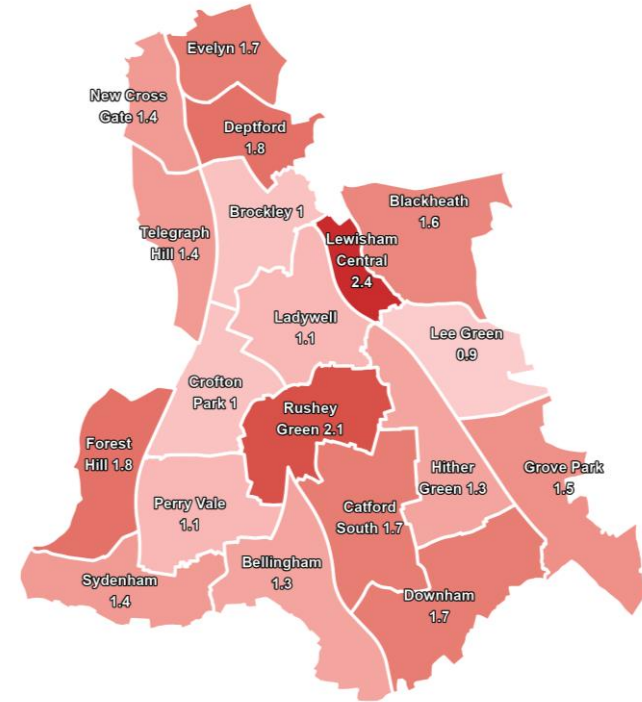 Evelyn 1.7
New Cross
Gate 1.4
Deptford
1.8
Brockley 1
Blackheath
1.6
Telegraph
Hill 1.4
Lewisham
Central
2.4
Ladywell
1.1
Lee Green
0.9
Crofton
Park 1
Rushey
Green 2.1
Forest
Hill 1.8
Hither
Green 1.3
Grove Park
1.5
Perry Vale
1.1
Catford
South 1.7
Bellingham
1.3
Sydenham
1.4
Downham
1.7